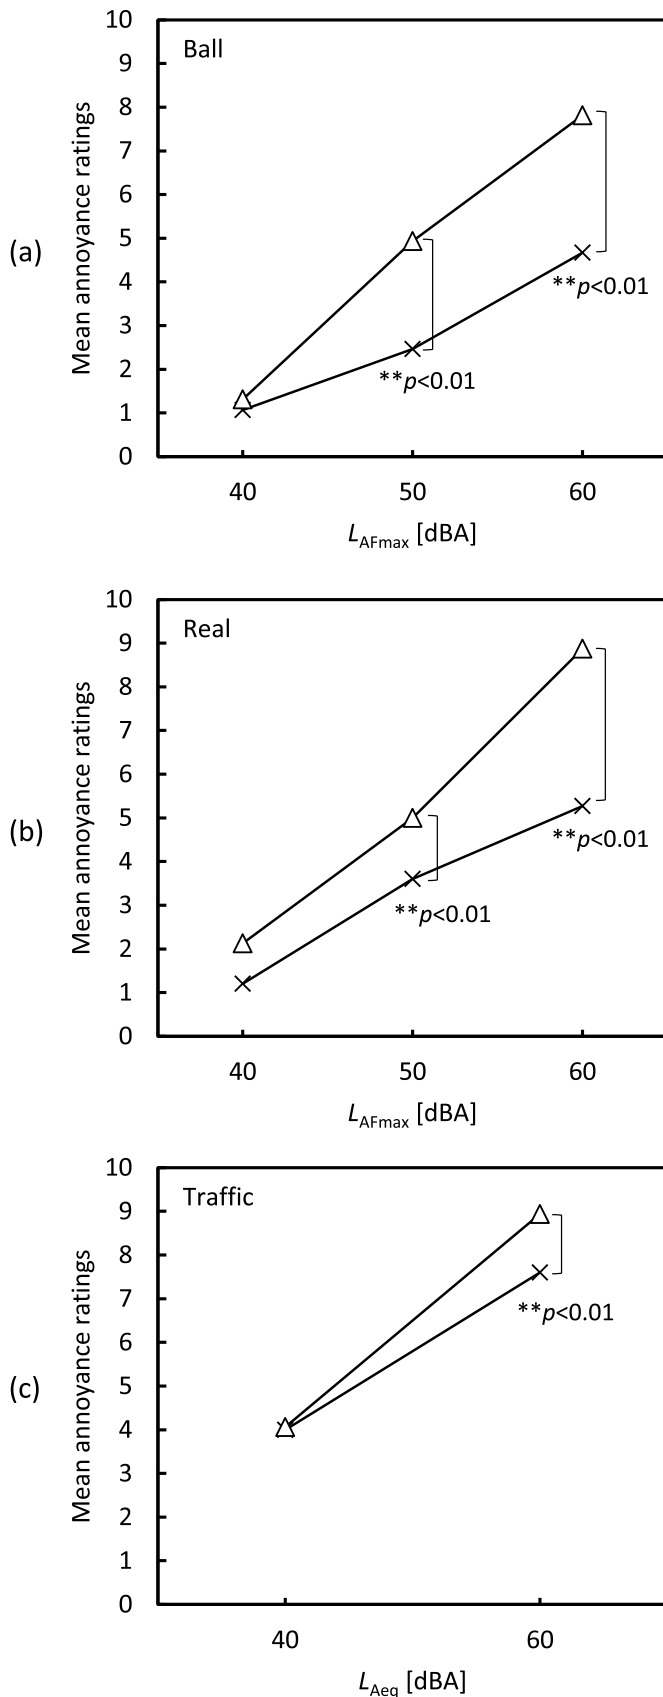 (a)
Mean annoyance ratings
10
9
8
7
6
5
4
3
2
1
0
Ball
**p<0.01
**p<0.01
40 50 60
LAFmax [dBA]
(b)
Mean annoyance ratings
10
9
8
7
6
5
4
3
2
1
0
Real
**p<0.01
**p<0.01
40 50 60
LAFmax [dBA]
(c)
Mean annoyance ratings
10
9
8
7
6
5
4
3
2
1
0
Traffic
**p<0.01
40 60
LAeq [dBA]